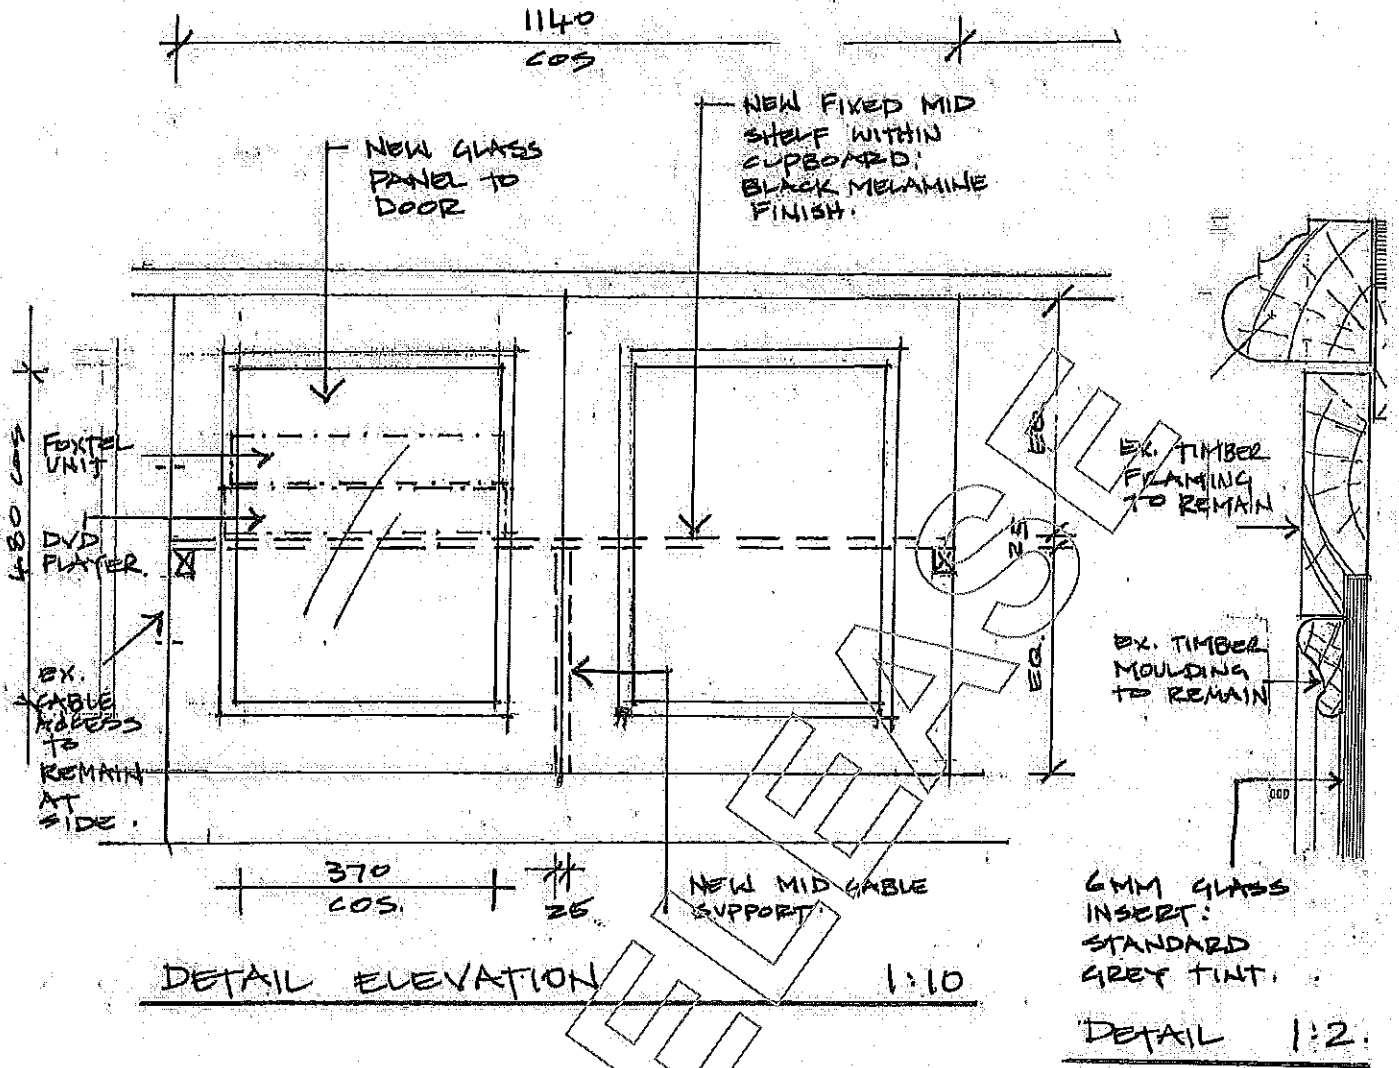 1140
COS
NEW FIXED MID
SHELF WITHIN
CUPBOARD:
BLACK MELAMINE
FINISH.
NEW GLASS
PANEL TO
DOOR
480 COS
FOXTEL
UNIT
DVD
PLAYER.
EX.
CABLE
ACCESS
TO
REMAIN
AT
SIDE.
EQ.
25
EQ.
EX. TIMBER
FRAMING
TO REMAIN
EX. TIMBER
MOULDING
TO REMAIN
370
COS.
25
NEW MID GABLE
SUPPORT.
6MM GLASS
INSERT:
STANDARD
GREY TINT.
DETAIL ELEVATION 1:10
DETAIL 1:2.
ELEASE